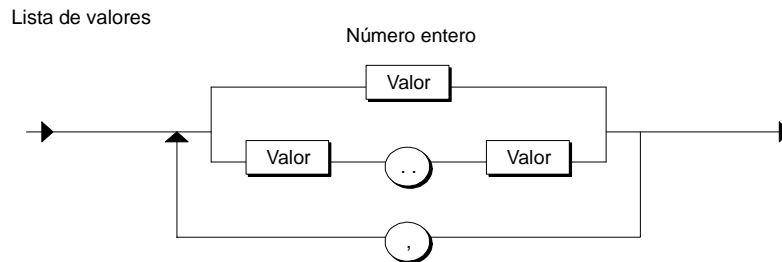 Lista de valores
Número entero
Valor
Valor . . Valor
,